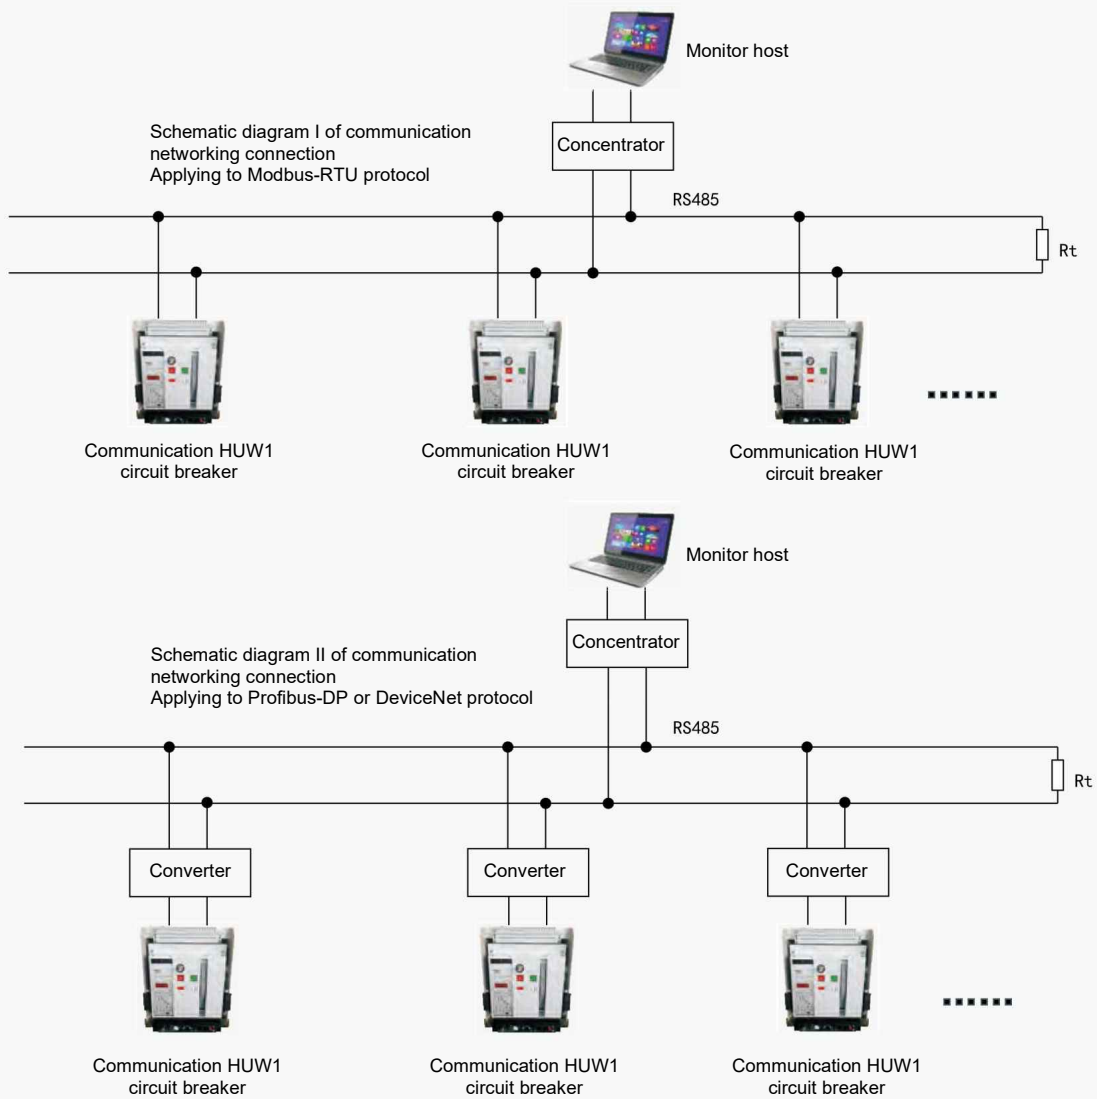 Monitor host
Schematic diagram I of communication
networking connection
Applying to Modbus-RTU protocol
Concentrator
RS485
Rt
Communication HUW1
circuit breaker
Communication HUW1
circuit breaker
Communication HUW1
circuit breaker
Monitor host
Schematic diagram II of communication
networking connection
Applying to Profibus-DP or DeviceNet protocol
Concentrator
RS485
Rt
Converter
Converter
Converter
Communication HUW1
circuit breaker
Communication HUW1
circuit breaker
Communication HUW1
circuit breaker